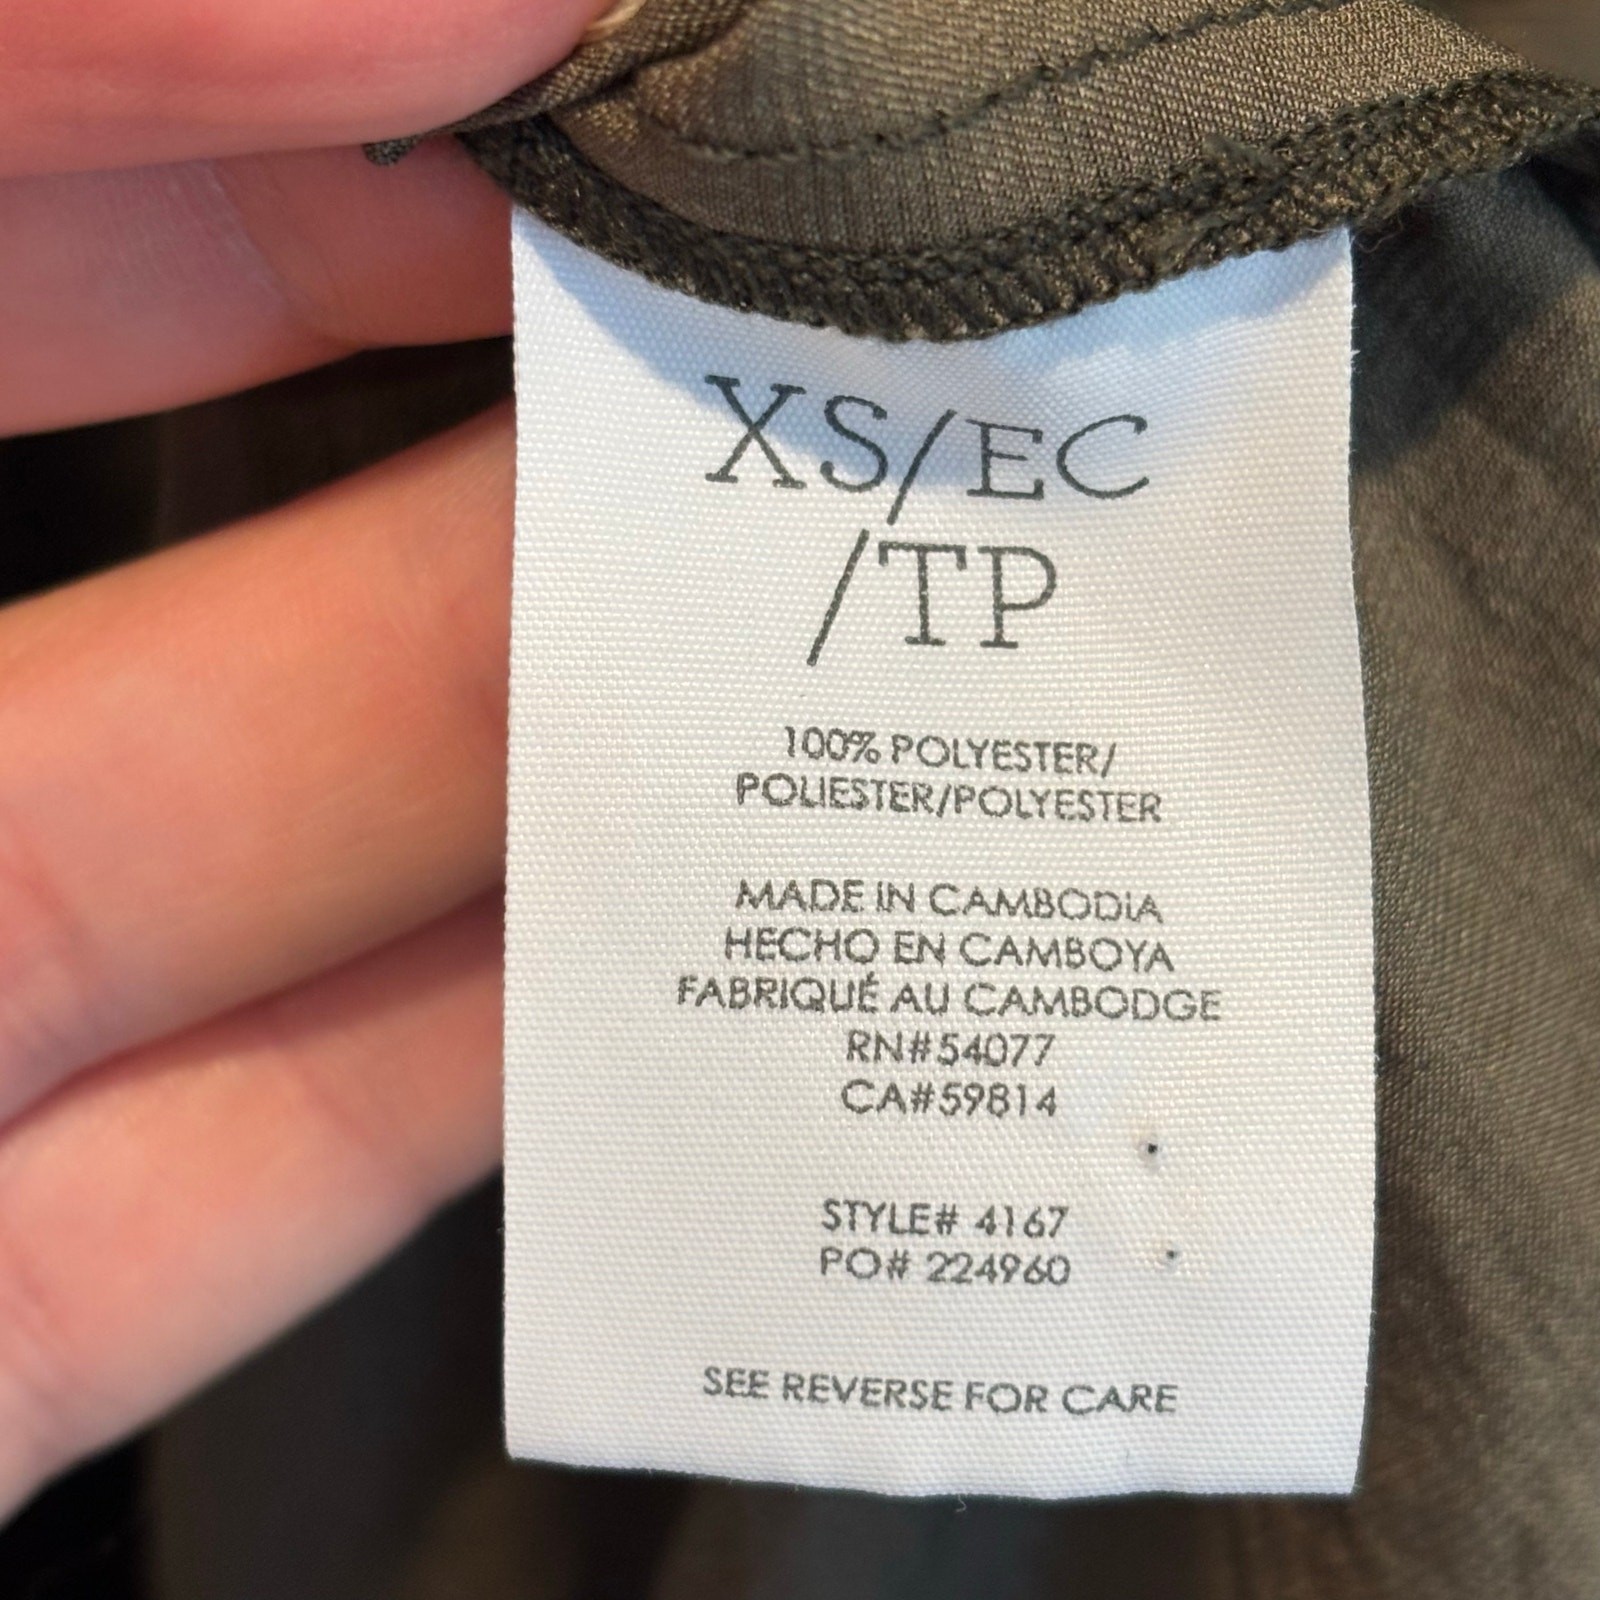 XS/EC
/TP
100% POLYESTER/
POLIESTER/POLYESTER
MADE IN CAMBODIA
HECHO EN CAMBOYA
FABRIQUÉ AU CAMBODGE
RN#54077
CA#59814
STYLE# 4167
PO# 224960
SEE REVERSE FOR CARE